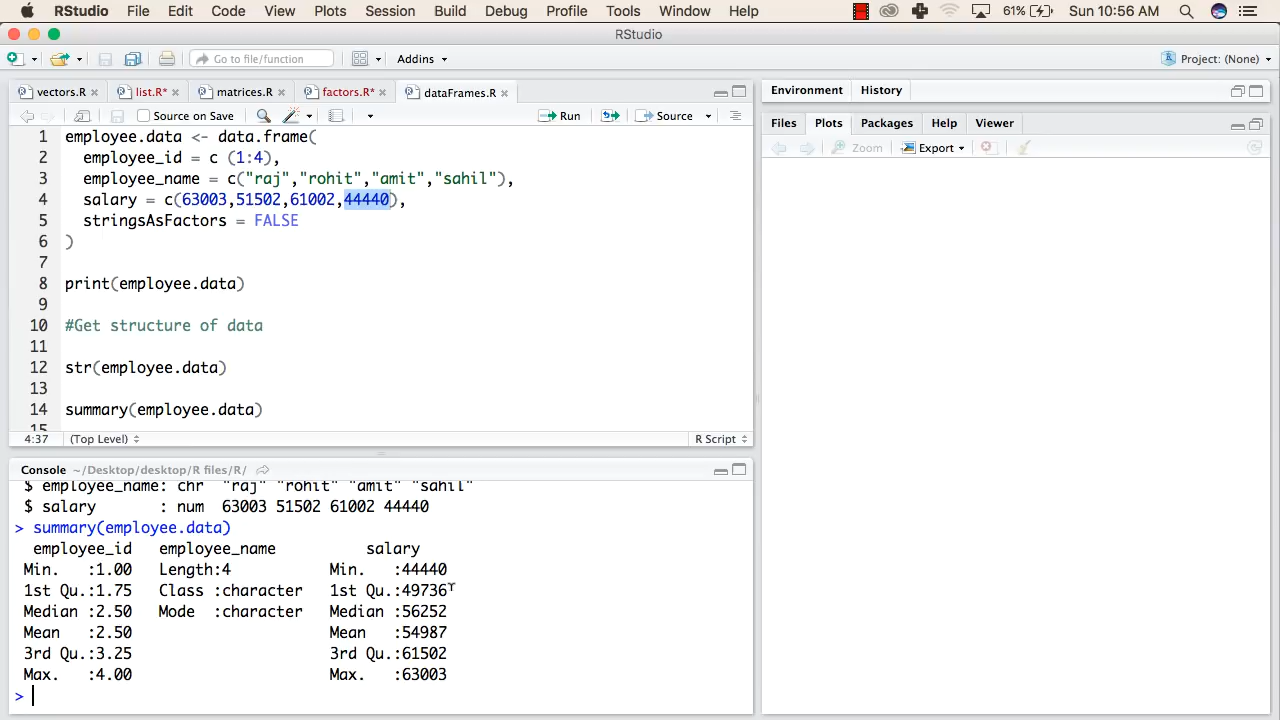 RStudio File Edit Code View Plots Session Build Debug Profile Tools Window Help 61% Sun 10:56 AM
RStudio
Go to file/function Addins Project: (None)
vectors.R list.R* matrices.R factors.R* dataFrames.R
Source on Save Run Source
1 employee.data <- data.frame(
2 employee_id = c (1:4),
3 employee_name = c("raj","rohit","amit","sahil"),
4 salary = c(63003,51502,61002,44440),
5 stringsAsFactors = FALSE
6 )
7
8 print(employee.data)
9
10 #Get structure of data
11
12 str(employee.data)
13
14 summary(employee.data)
15
4:37 (Top Level) R Script
Console ~/Desktop/desktop/R files/R/
$ employee_name: chr "raj" "rohit" "amit" "sahil"
$ salary : num 63003 51502 61002 44440
> summary(employee.data)
employee_id employee_name salary
Min. :1.00 Length:4 Min. :44440
1st Qu.:1.75 Class :character 1st Qu.:49736
Median :2.50 Mode :character Median :56252
Mean :2.50 Mean :54987
3rd Qu.:3.25 3rd Qu.:61502
Max. :4.00 Max. :63003
>
Environment History
Files Plots Packages Help Viewer
Zoom Export